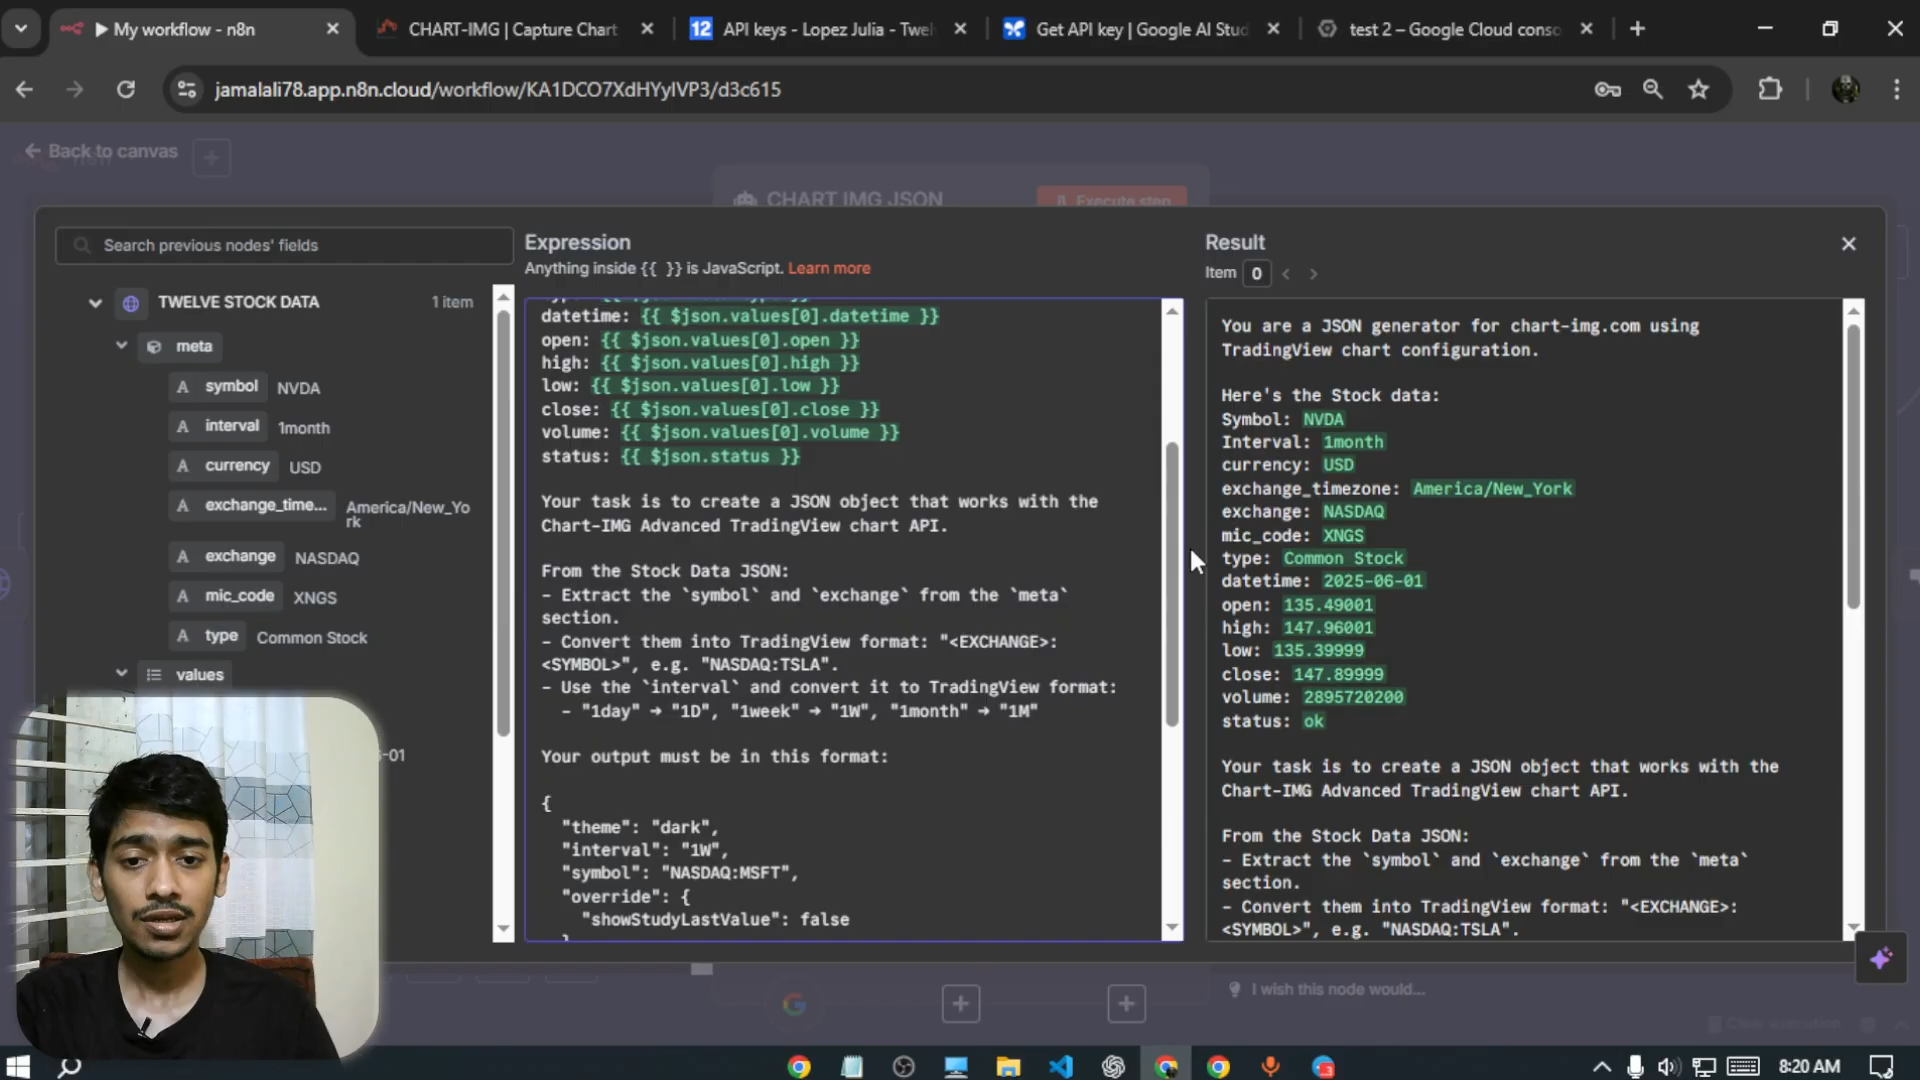 My workflow - n8n
CHART-IMG | Capture Chart
12
API keys - Lopez Julia - Twel
Get API key | Google AI Stud
test 2 – Google Cloud conso
jamalali78.app.n8n.cloud/workflow/KA1DCO7XdHYyIVP3/d3c615
Back to canvas
CHART IMG JSON
Execute step
Search previous nodes' fields
TWELVE STOCK DATA
1 item
meta
A symbol NVDA
A interval 1month
A currency USD
A exchange_time... America/New_Yo
rk
A exchange NASDAQ
A mic_code XNGS
A type Common Stock
values
-01
Expression
Anything inside {{ }} is JavaScript. Learn more
datetime: {{ $json.values[0].datetime }}
open: {{ $json.values[0].open }}
high: {{ $json.values[0].high }}
low: {{ $json.values[0].low }}
close: {{ $json.values[0].close }}
volume: {{ $json.values[0].volume }}
status: {{ $json.status }}
Your task is to create a JSON object that works with the
Chart-IMG Advanced TradingView chart API.
From the Stock Data JSON:
- Extract the `symbol` and `exchange` from the `meta`
section.
- Convert them into TradingView format: "<EXCHANGE>:
<SYMBOL>", e.g. "NASDAQ:TSLA".
- Use the `interval` and convert it to TradingView format:
- "1day" → "1D", "1week" → "1W", "1month" → "1M"
Your output must be in this format:
{
"theme": "dark",
"interval": "1W",
"symbol": "NASDAQ:MSFT",
"override": {
"showStudyLastValue": false
Result
Item 0
You are a JSON generator for chart-img.com using
TradingView chart configuration.
Here's the Stock data:
Symbol: NVDA
Interval: 1month
currency: USD
exchange_timezone: America/New_York
exchange: NASDAQ
mic_code: XNGS
type: Common Stock
datetime: 2025-06-01
open: 135.49001
high: 147.96001
low: 135.39999
close: 147.89999
volume: 2895720200
status: ok
Your task is to create a JSON object that works with the
Chart-IMG Advanced TradingView chart API.
From the Stock Data JSON:
- Extract the `symbol` and `exchange` from the `meta`
section.
- Convert them into TradingView format: "<EXCHANGE>:
<SYMBOL>", e.g. "NASDAQ:TSLA".
I wish this node would...
Clear execution
8:20 AM